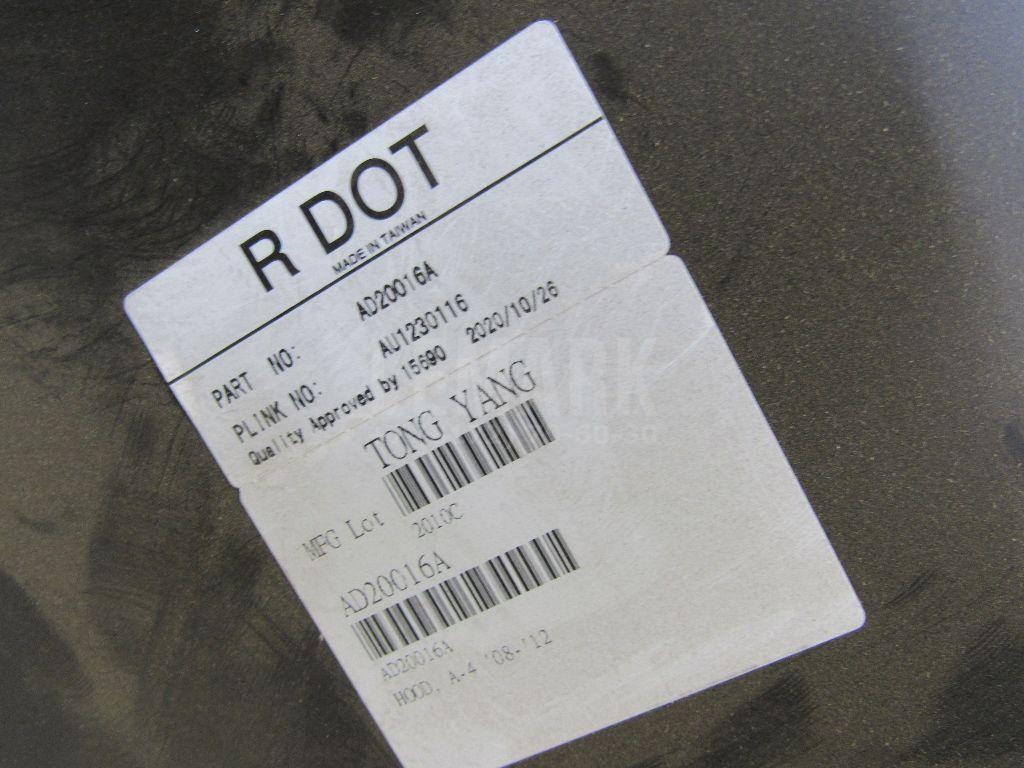 R DOT
MADE IN TAIWAN
PART NO: AD20016A
PLINK NO: AU1230116
Quality Approved by 15690 2020/10/26
TONG YANG
MFG Lot 2010C
AD20016A
AD20016A
HOOD, A-4 '08-'12